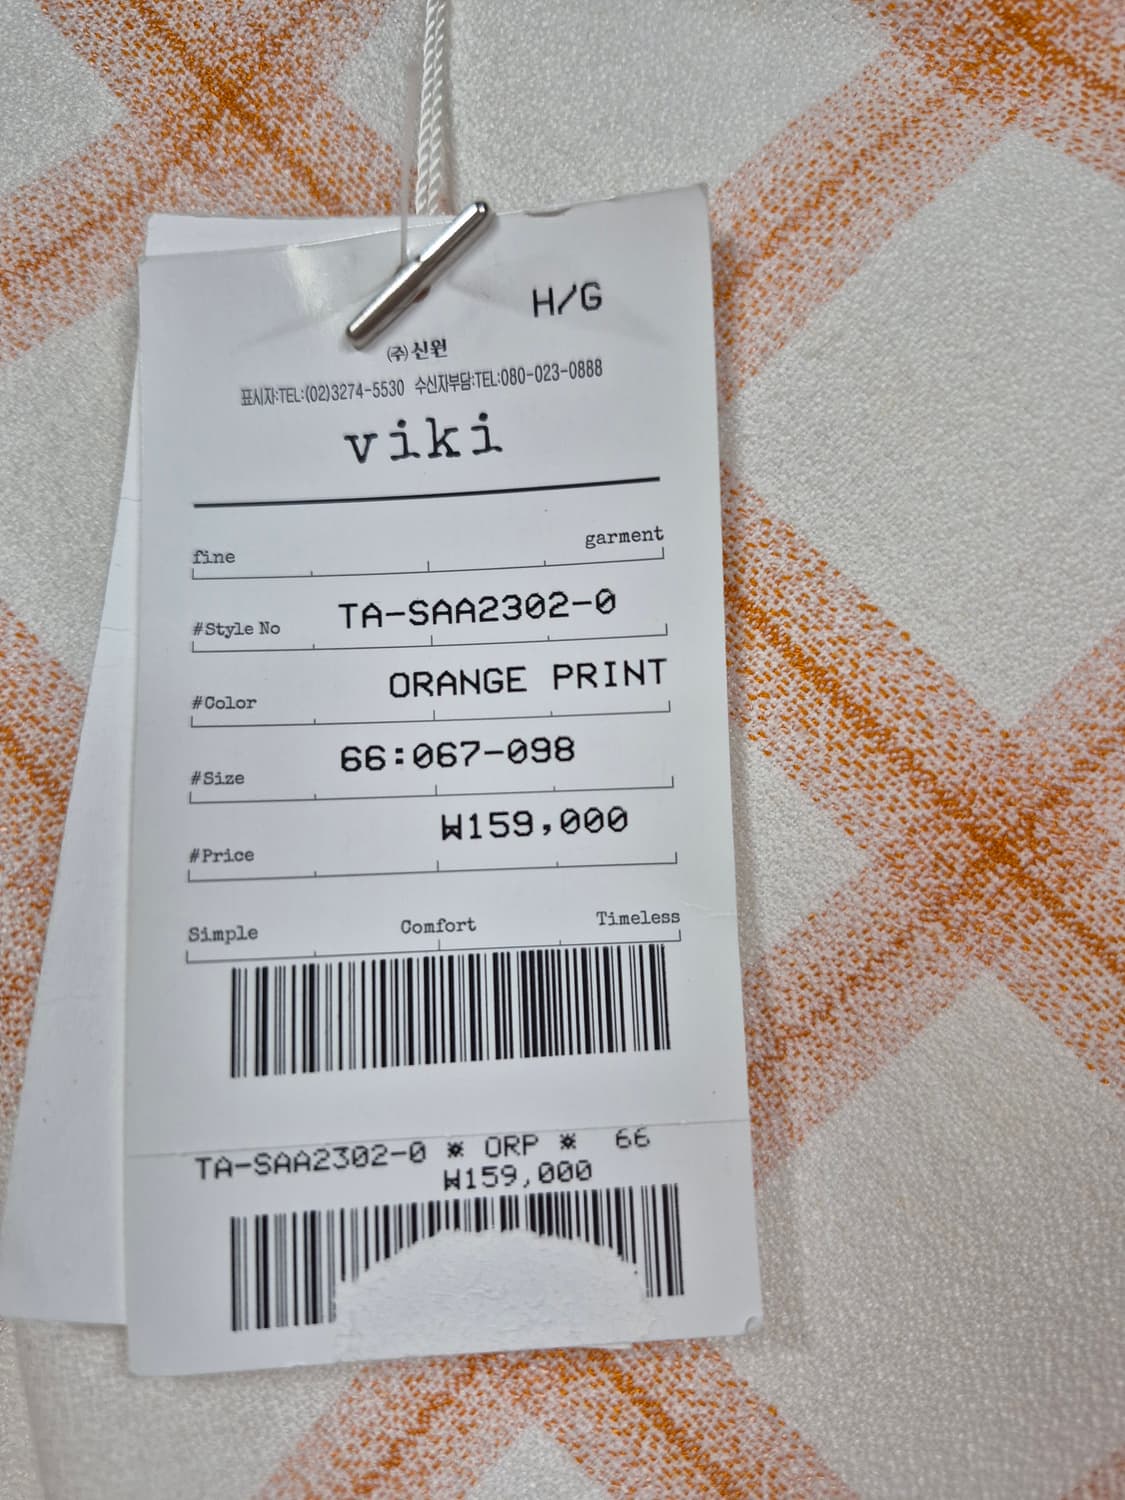 H/G
㈜신원
표시자:TEL:(02)3274-5530 수신자부담:TEL:080-023-0888
viki
fine garment
#Style No TA-SAA2302-0
#Color ORANGE PRINT
#Size 66:067-098
#Price ₩159,000
Simple Comfort Timeless
TA-SAA2302-0 * ORP * 66
₩159,000